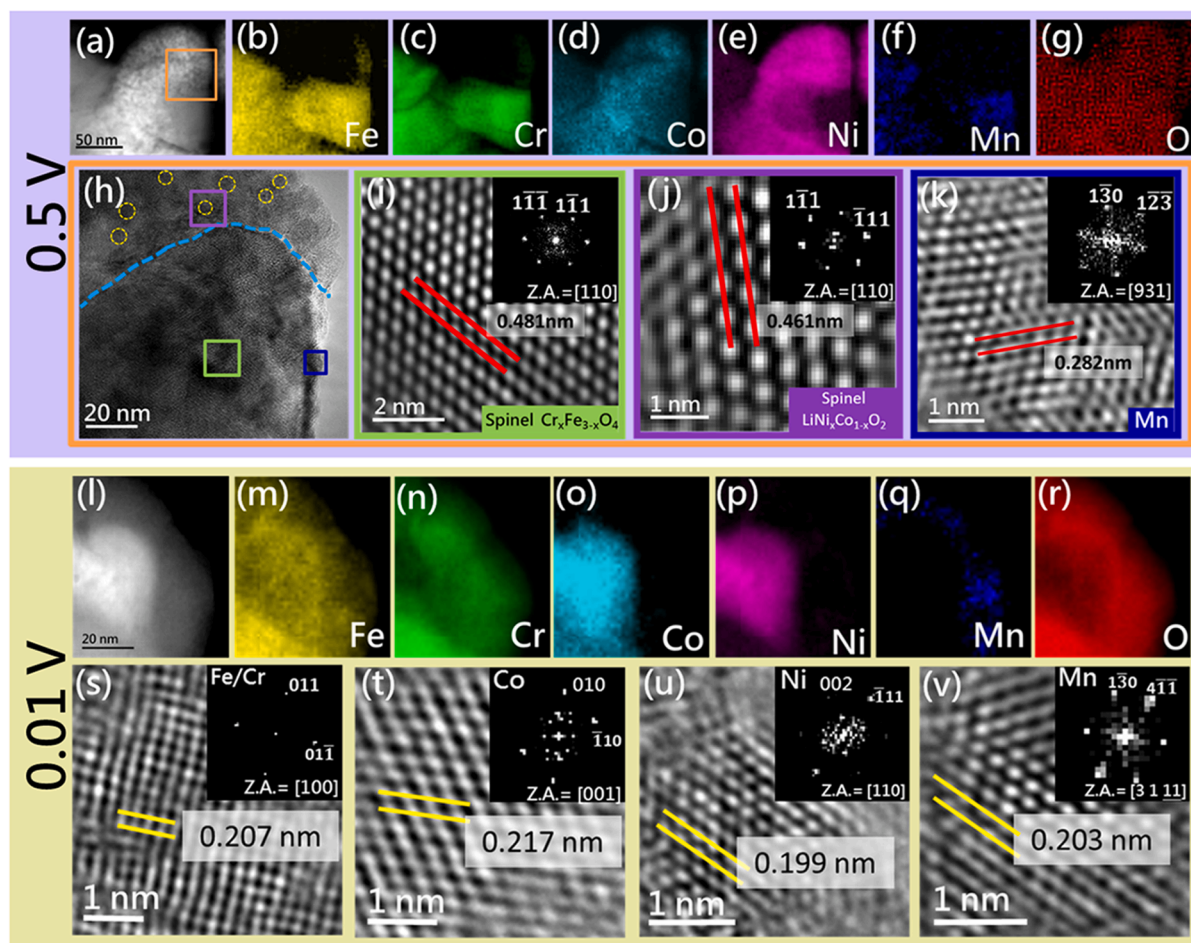 0.5 V
(a)
50 nm
(b)
Fe
(c)
Cr
(d)
Co
(e)
Ni
(f)
Mn
(g)
O
(h)
20 nm
(i)
1̅1̅1̅ 11̅1
Z.A.=[110]
0.481nm
2 nm
Spinel CrₓFe₃₋ₓO₄
(j)
11̅1
1̅11
Z.A.=[110]
0.461nm
1 nm
Spinel
LiNiₓCo₁₋ₓO₂
(k)
13̅0
12̅3̅
Z.A.=[931]
0.282nm
1 nm
Mn
0.01 V
(l)
20 nm
(m)
Fe
(n)
Cr
(o)
Co
(p)
Ni
(q)
Mn
(r)
O
(s)
Fe/Cr
011
011̅
Z.A.= [100]
0.207 nm
1 nm
(t)
Co
010
1̅10
Z.A.= [001]
0.217 nm
1 nm
(u)
Ni
002
1̅11
Z.A.= [110]
0.199 nm
1 nm
(v)
Mn
13̅0
41̅1̅
Z.A.= [3 1 11]
0.203 nm
1 nm